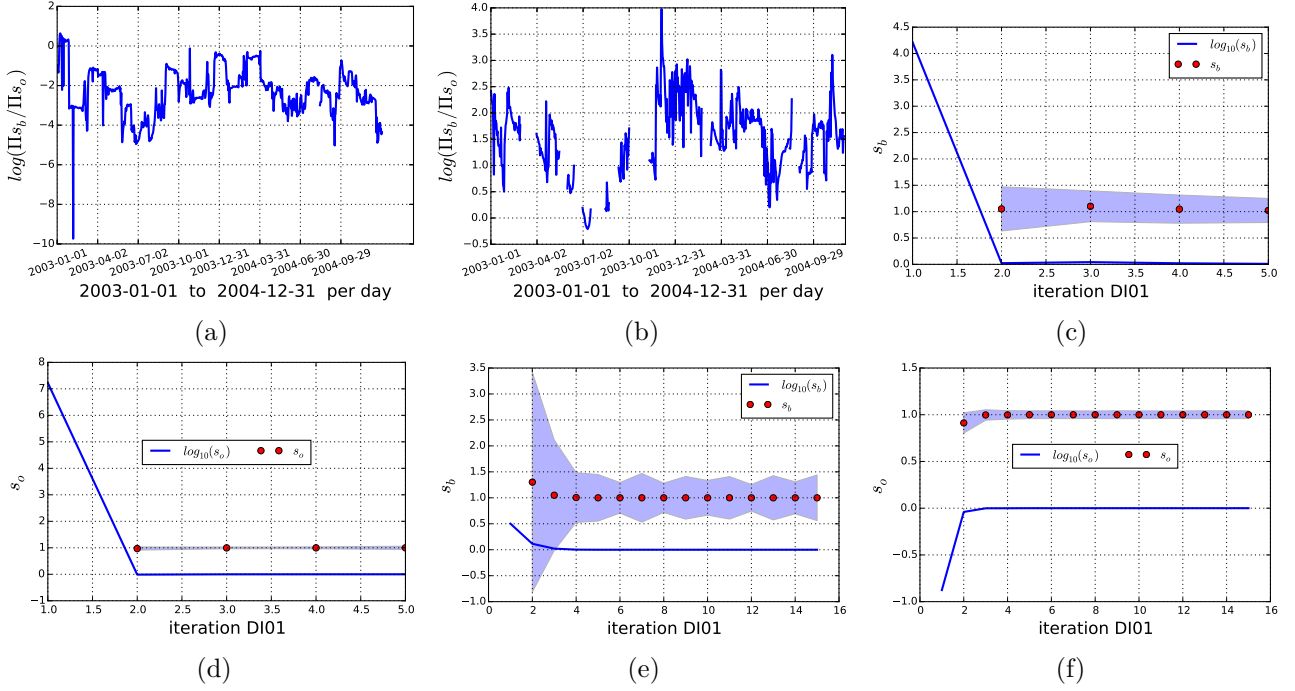 log(Πs_b/Πs_o)
2
0
−2
−4
−6
−8
−10
2003-01-01
2003-04-02
2003-07-02
2003-10-01
2003-12-31
2004-03-31
2004-06-30
2004-09-29
2003-01-01 to 2004-12-31 per day
(a)
log(Πs_b/Πs_o)
4.0
3.5
3.0
2.5
2.0
1.5
1.0
0.5
0.0
−0.5
2003-01-01
2003-04-02
2003-07-02
2003-10-01
2003-12-31
2004-03-31
2004-06-30
2004-09-29
2003-01-01 to 2004-12-31 per day
(b)
s_b
4.5
4.0
3.5
3.0
2.5
2.0
1.5
1.0
0.5
0.0
log₁₀(s_b)
s_b
1.0 1.5 2.0 2.5 3.0 3.5 4.0 4.5 5.0
iteration DI01
(c)
s_o
8
7
6
5
4
3
2
1
0
−1
log₁₀(s_o) s_o
1.0 1.5 2.0 2.5 3.0 3.5 4.0 4.5 5.0
iteration DI01
(d)
s_b
3.5
3.0
2.5
2.0
1.5
1.0
0.5
0.0
−0.5
−1.0
log₁₀(s_b)
s_b
0 2 4 6 8 10 12 14 16
iteration DI01
(e)
s_o
1.5
1.0
0.5
0.0
−0.5
−1.0
log₁₀(s_o) s_o
0 2 4 6 8 10 12 14 16
iteration DI01
(f)